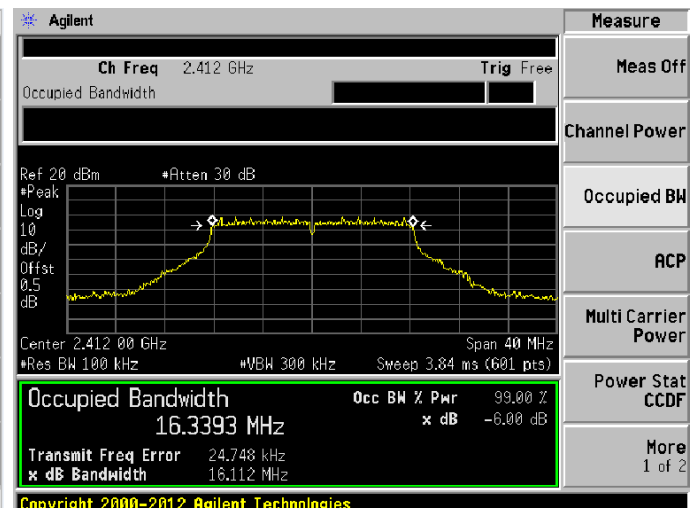 Agilent
Measure
Ch Freq 2.412 GHz Trig Free
Occupied Bandwidth
Meas Off
Channel Power
Occupied BW
ACP
Multi Carrier
Power
Power Stat
CCDF
More
1 of 2
Ref 20 dBm #Atten 30 dB
#Peak
Log
10
dB/
Offst
0.5
dB
Center 2.412 00 GHz Span 40 MHz
#Res BW 100 kHz #VBW 300 kHz Sweep 3.84 ms (601 pts)
Occupied Bandwidth Occ BW % Pwr 99.00 %
16.3393 MHz x dB -6.00 dB
Transmit Freq Error 24.748 kHz
x dB Bandwidth 16.112 MHz
Copyright 2000-2012 Agilent Technologies